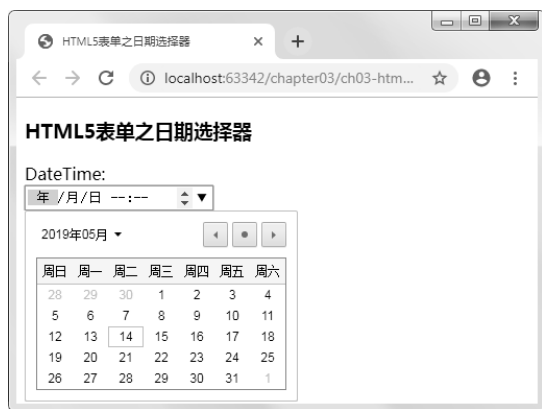 HTML5表单之日期选择器
localhost:63342/chapter03/ch03-htm...
HTML5表单之日期选择器
DateTime:
年/月/日 --:--
2019年05月
周日 周一 周二 周三 周四 周五 周六
28 29 30 1 2 3 4
5 6 7 8 9 10 11
12 13 14 15 16 17 18
19 20 21 22 23 24 25
26 27 28 29 30 31 1